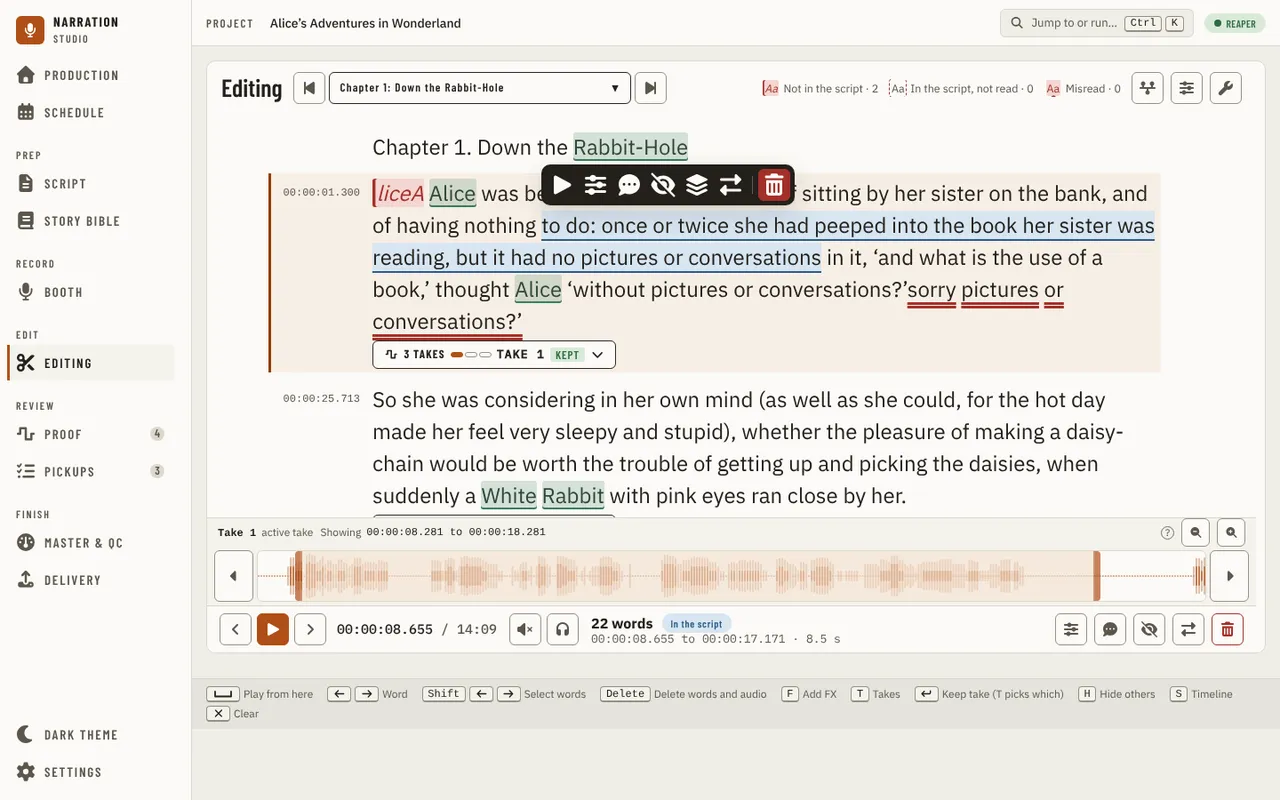 NARRATION
STUDIO
PRODUCTION
SCHEDULE
PREP
SCRIPT
STORY BIBLE
RECORD
BOOTH
EDIT
EDITING
REVIEW
PROOF 4
PICKUPS 3
FINISH
MASTER & QC
DELIVERY
DARK THEME
SETTINGS
PROJECT Alice's Adventures in Wonderland
Jump to or run... Ctrl K
REAPER
Editing
Chapter 1: Down the Rabbit-Hole
Aa Not in the script · 2 Aa In the script, not read · 0 Aa Misread · 0
Chapter 1. Down the Rabbit-Hole
00:00:01.300 liceA Alice was be sitting by her sister on the bank, and
of having nothing to do: once or twice she had peeped into the book her sister was
reading, but it had no pictures or conversations in it, ‘and what is the use of a
book,’ thought Alice ‘without pictures or conversations?’sorry pictures or
conversations?’
3 TAKES TAKE 1 KEPT
00:00:25.713 So she was considering in her own mind (as well as she could, for the hot day
made her feel very sleepy and stupid), whether the pleasure of making a daisy-
chain would be worth the trouble of getting up and picking the daisies, when
suddenly a White Rabbit with pink eyes ran close by her.
Take 1 active take Showing 00:00:08.281 to 00:00:18.281
00:00:08.655 / 14:09
22 words In the script
00:00:08.655 to 00:00:17.171 · 8.5 s
Play from here Word Shift Select words Delete Delete words and audio F Add FX T Takes Keep take (T picks which) H Hide others S Timeline
Clear